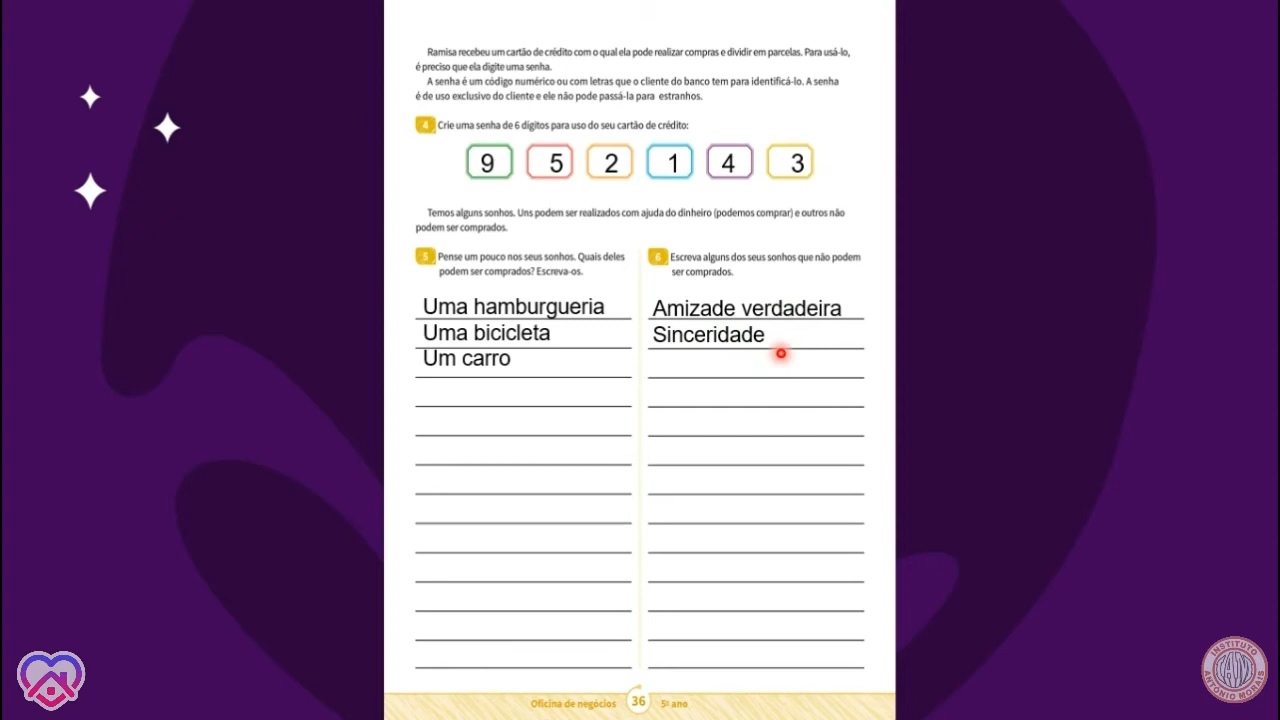 Ramisa recebeu um cartão de crédito com o qual ela pode realizar compras e dividir em parcelas. Para usá-lo,
é preciso que ela digite uma senha.
A senha é um código numérico ou com letras que o cliente do banco tem para identificá-lo. A senha
é de uso exclusivo do cliente e ele não pode passá-la para estranhos.
4 Crie uma senha de 6 dígitos para uso do seu cartão de crédito:
9 5 2 1 4 3
Temos alguns sonhos. Uns podem ser realizados com ajuda do dinheiro (podemos comprar) e outros não
podem ser comprados.
5 Pense um pouco nos seus sonhos. Quais deles
podem ser comprados? Escreva-os.
Uma hamburgueria
Uma bicicleta
Um carro
6 Escreva alguns dos seus sonhos que não podem
ser comprados.
Amizade verdadeira
Sinceridade
Oficina de negócios 36 5º ano
INSTITUTO
ANTONIO MORAIS